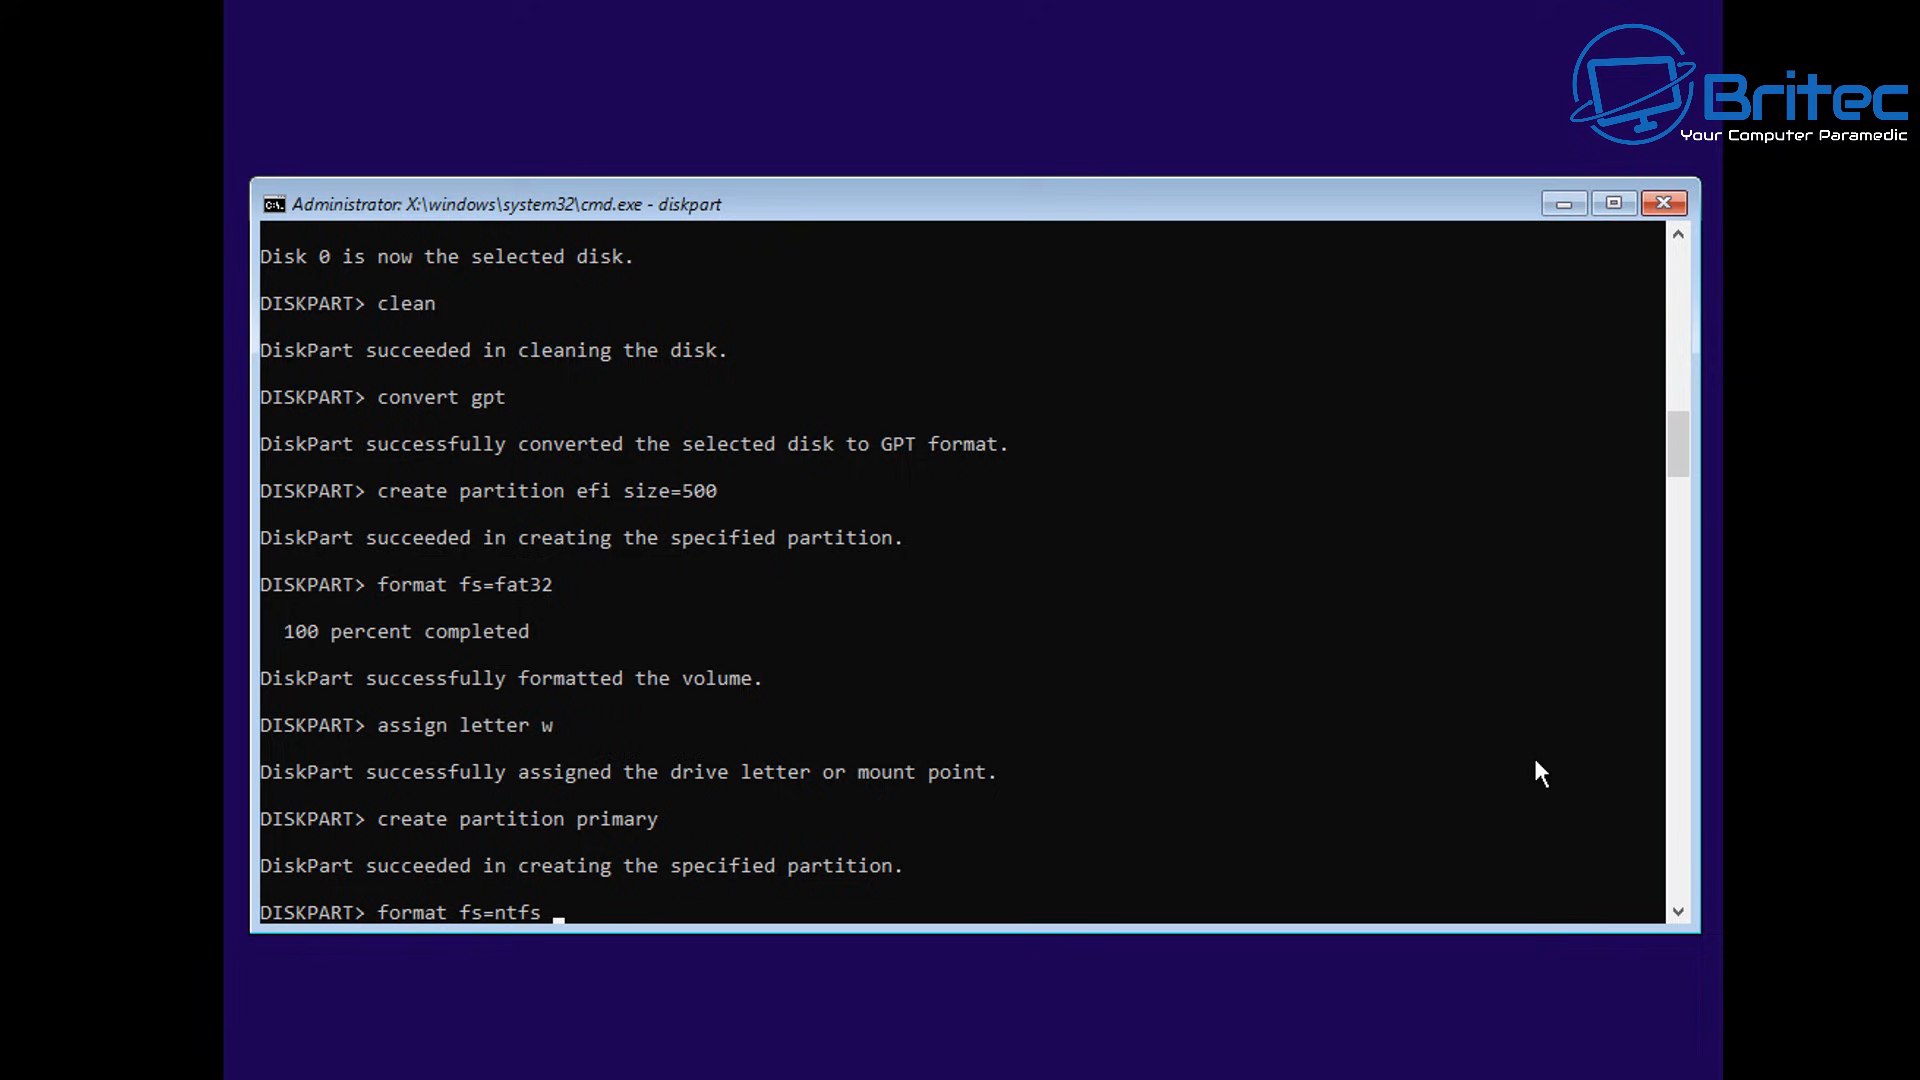 Britec
Your Computer Paramedic
Administrator: X:\windows\system32\cmd.exe - diskpart
Disk 0 is now the selected disk.
DISKPART> clean
DiskPart succeeded in cleaning the disk.
DISKPART> convert gpt
DiskPart successfully converted the selected disk to GPT format.
DISKPART> create partition efi size=500
DiskPart succeeded in creating the specified partition.
DISKPART> format fs=fat32
100 percent completed
DiskPart successfully formatted the volume.
DISKPART> assign letter w
DiskPart successfully assigned the drive letter or mount point.
DISKPART> create partition primary
DiskPart succeeded in creating the specified partition.
DISKPART> format fs=ntfs